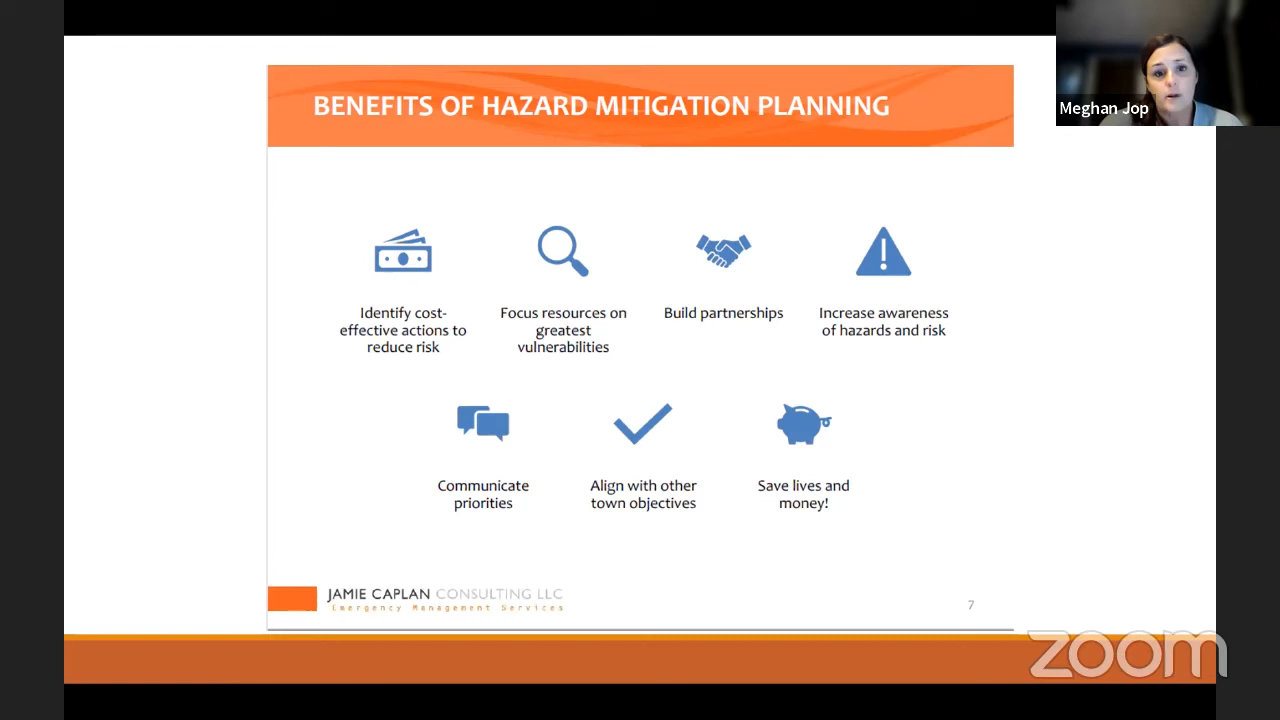 BENEFITS OF HAZARD MITIGATION PLANNING
Meghan Jop
Identify cost-
effective actions to
reduce risk
Focus resources on
greatest
vulnerabilities
Build partnerships
Increase awareness
of hazards and risk
Communicate
priorities
Align with other
town objectives
Save lives and
money!
JAMIE CAPLAN CONSULTING LLC
Emergency Management Services
7
zoom